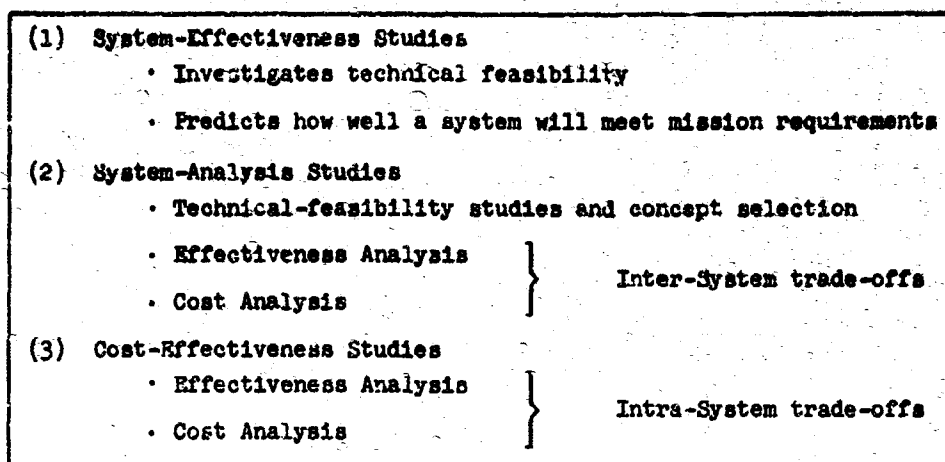 (1) System-Effectiveness Studies
· Investigates technical feasibility
· Predicts how well a system will meet mission requirements
(2) System-Analysis Studies
· Technical-feasibility studies and concept selection
· Effectiveness Analysis
Inter-System trade-offs
· Cost Analysis
(3) Cost-Effectiveness Studies
· Effectiveness Analysis
Intra-System trade-offs
· Cost Analysis